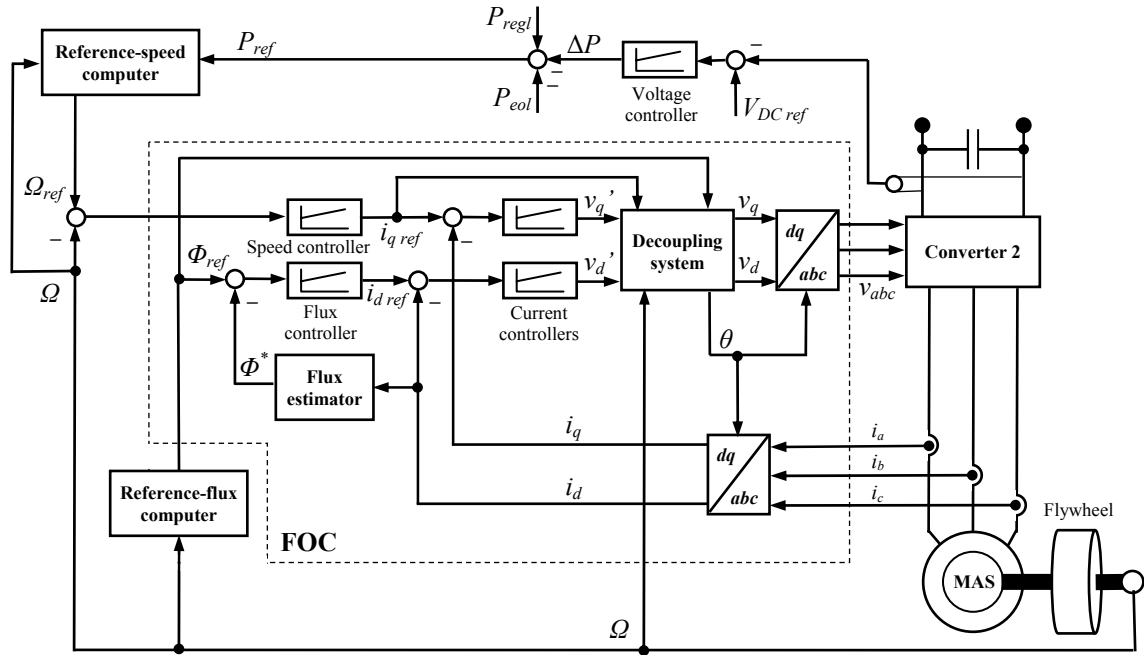 P_regl
Reference-speed
computer
P_ref
ΔP
−
−
−
P_eol
Voltage
controller
V_DC ref
Ω_ref
−
Speed controller
i_q ref
−
v_q’
Decoupling
system
v_q
dq
abc
Converter 2
Φ_ref
−
i_d ref
−
v_d’
v_d
v_abc
Ω
Flux
controller
Current
controllers
Φ*
Flux
estimator
θ
i_q
i_d
dq
abc
i_a
i_b
i_c
Reference-flux
computer
FOC
Flywheel
MAS
Ω